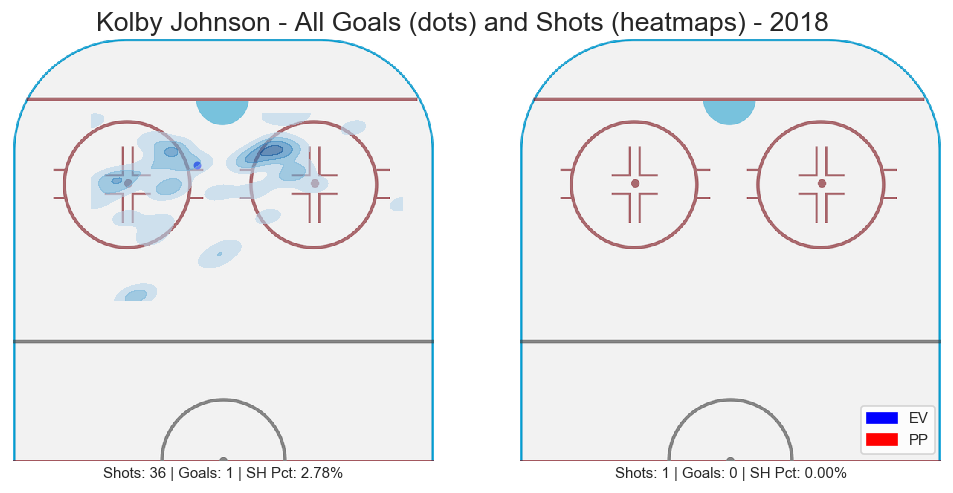 Kolby Johnson - All Goals (dots) and Shots (heatmaps) - 2018
EV
PP
Shots: 36 | Goals: 1 | SH Pct: 2.78%
Shots: 1 | Goals: 0 | SH Pct: 0.00%